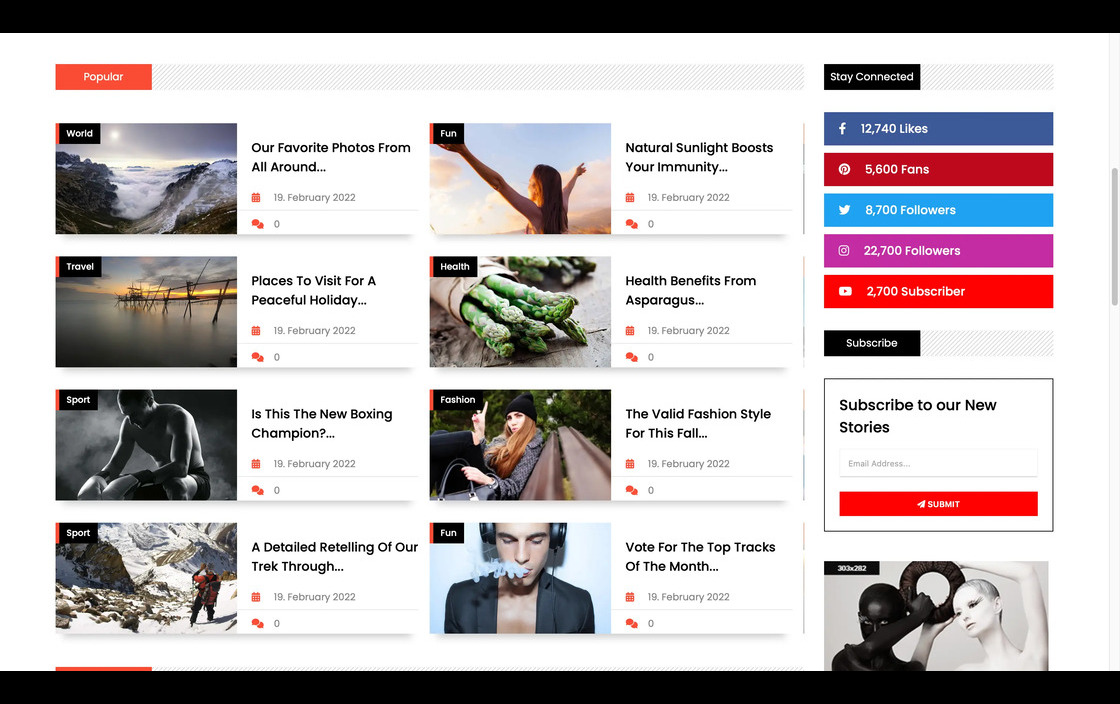 Popular
World
Our Favorite Photos From
All Around...
19. February 2022
0
Fun
Natural Sunlight Boosts
Your Immunity...
19. February 2022
0
Travel
Places To Visit For A
Peaceful Holiday...
19. February 2022
0
Health
Health Benefits From
Asparagus...
19. February 2022
0
Sport
Is This The New Boxing
Champion?...
19. February 2022
0
Fashion
The Valid Fashion Style
For This Fall...
19. February 2022
0
Sport
A Detailed Retelling Of Our
Trek Through...
19. February 2022
0
Fun
Vote For The Top Tracks
Of The Month...
19. February 2022
0
Stay Connected
12,740 Likes
5,600 Fans
8,700 Followers
22,700 Followers
2,700 Subscriber
Subscribe
Subscribe to our New
Stories
Email Address...
SUBMIT
303x282